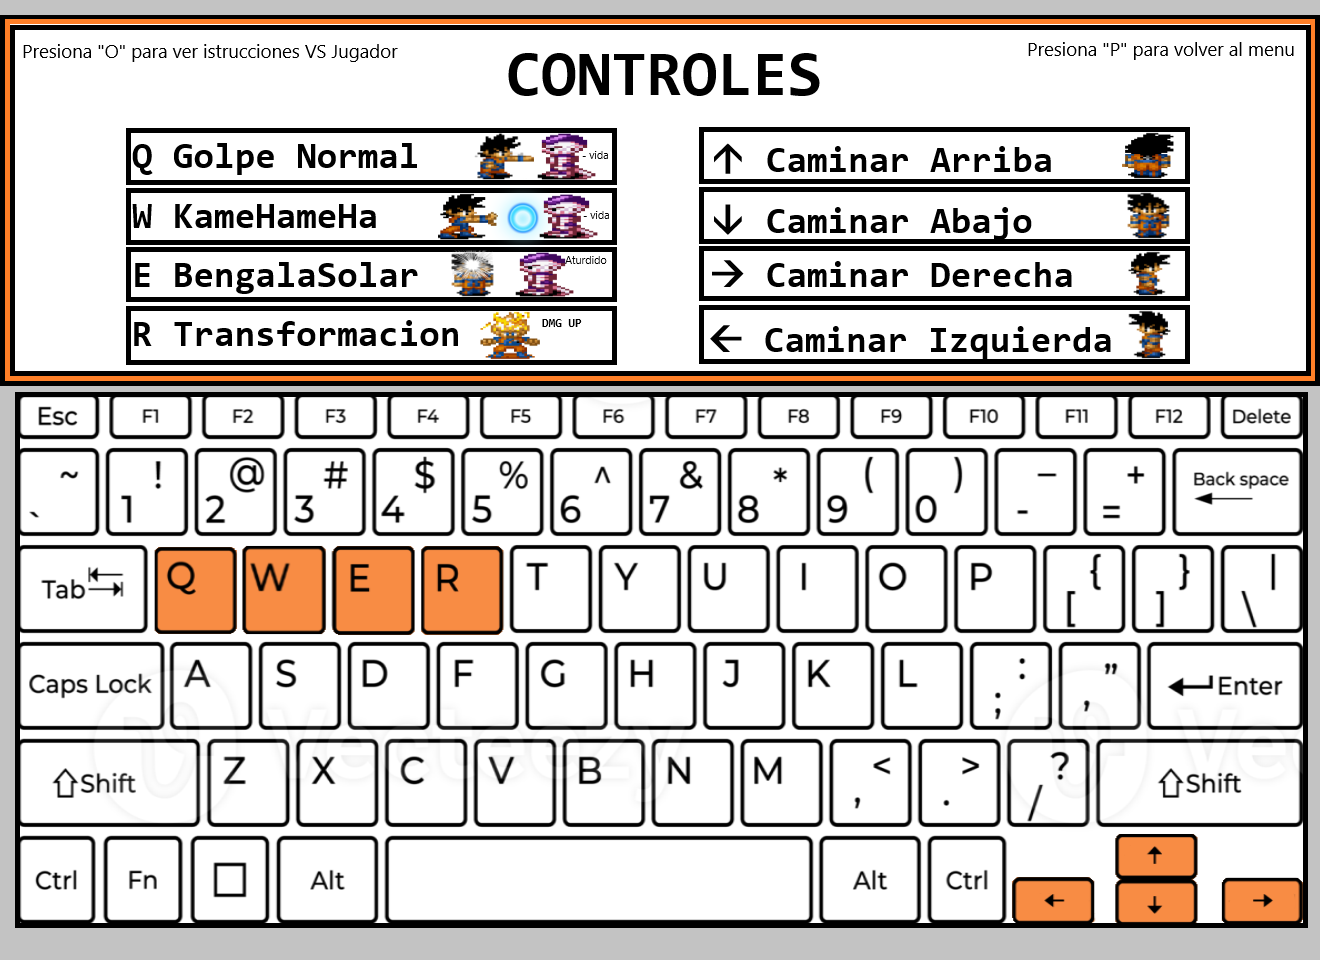 Presiona "O" para ver istrucciones VS Jugador
Presiona "P" para volver al menu
CONTROLES
Q Golpe Normal
- vida
W KameHameHa
- vida
E BengalaSolar
Aturdido
R Transformacion
DMG UP
↑ Caminar Arriba
↓ Caminar Abajo
→ Caminar Derecha
← Caminar Izquierda
Esc F1 F2 F3 F4 F5 F6 F7 F8 F9 F10 F11 F12 Delete
~ ! @ # $ % ^ & * ( ) – + Back space
` 1 2 3 4 5 6 7 8 9 0 - = ←
Tab Q W E R T Y U I O P { } |
[ ] \
Caps Lock A S D F G H J K L : " Enter
; ,
Shift Z X C V B N M < > ? Shift
, . /
Vecteezy
Ve
Ctrl Fn Alt Alt Ctrl ← ↑ ↓ →